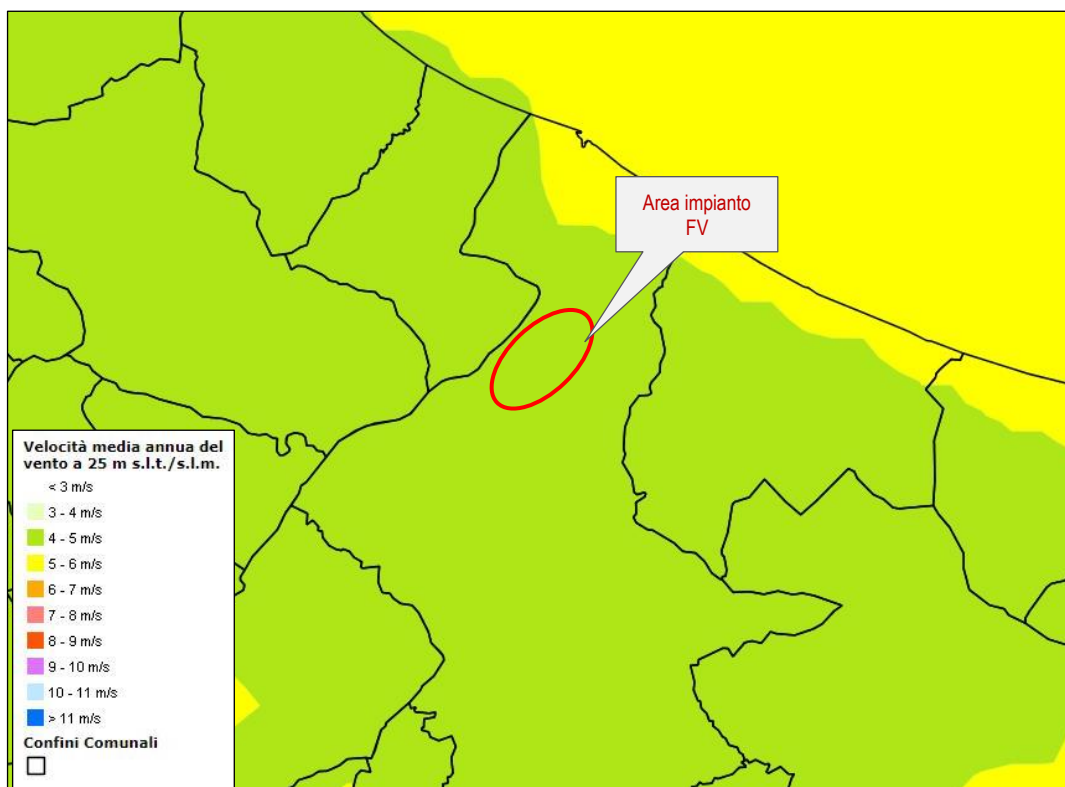 Area impianto
FV
Velocità media annua del
vento a 25 m s.l.t./s.l.m.
< 3 m/s
3 - 4 m/s
4 - 5 m/s
5 - 6 m/s
6 - 7 m/s
7 - 8 m/s
8 - 9 m/s
9 - 10 m/s
10 - 11 m/s
> 11 m/s
Confini Comunali